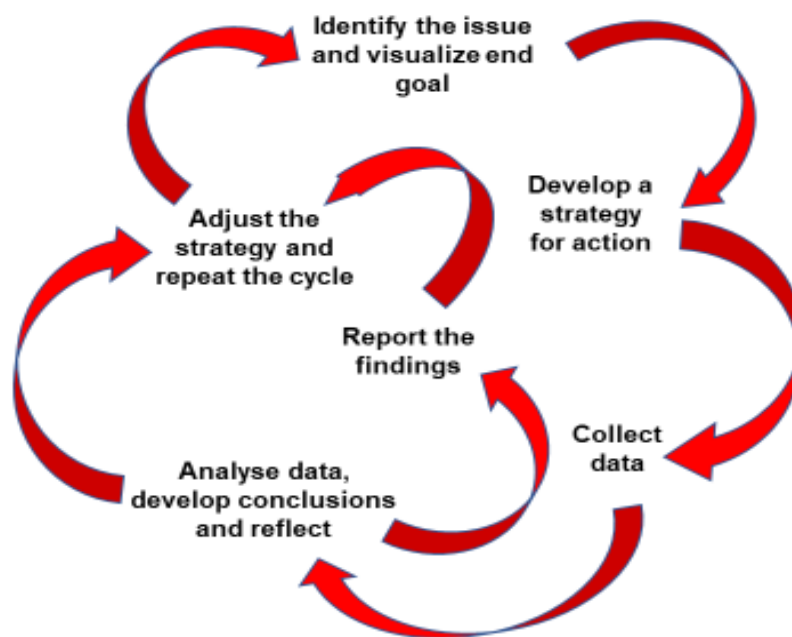 Identify the issue
and visualize end
goal
Develop a
strategy
for action
Collect
data
Analyse data,
develop conclusions
and reflect
Report the
findings
Adjust the
strategy and
repeat the cycle